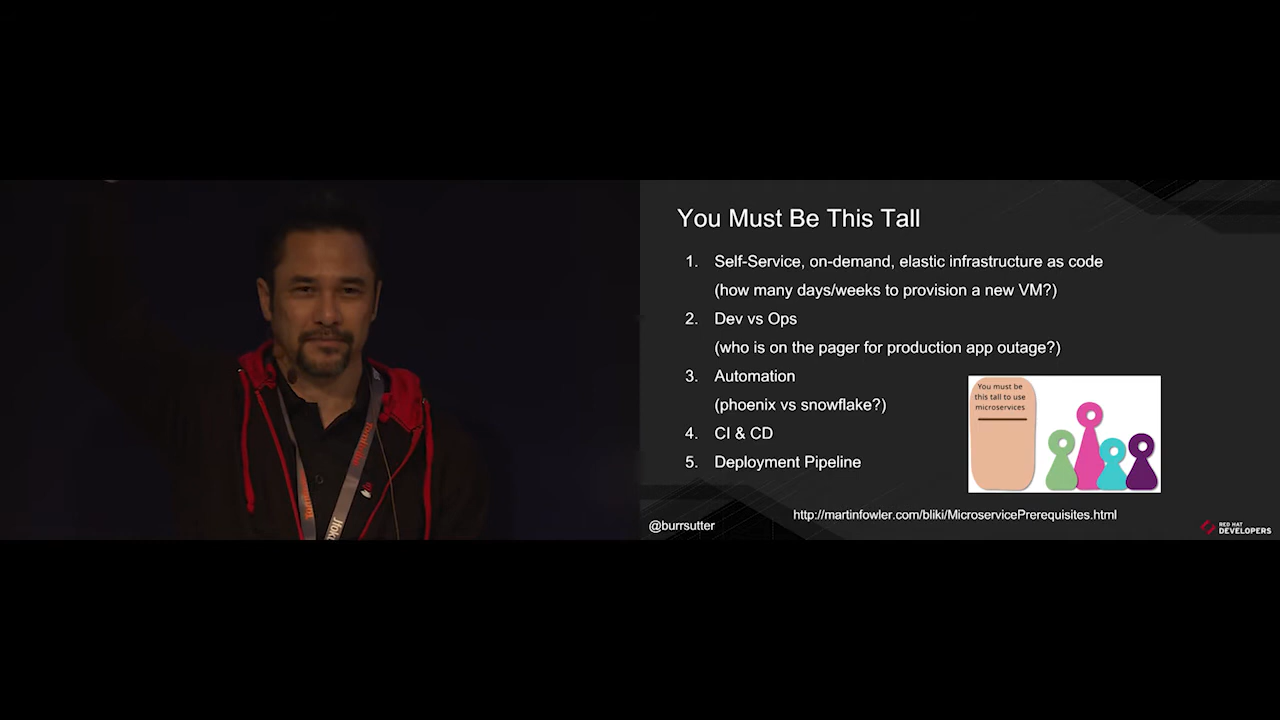 You Must Be This Tall
1. Self-Service, on-demand, elastic infrastructure as code
(how many days/weeks to provision a new VM?)
2. Dev vs Ops
(who is on the pager for production app outage?)
3. Automation
(phoenix vs snowflake?)
4. CI & CD
5. Deployment Pipeline
You must be
this tall to use
microservices
http://martinfowler.com/bliki/MicroservicePrerequisites.html
@burrsutter
RED HAT
DEVELOPERS